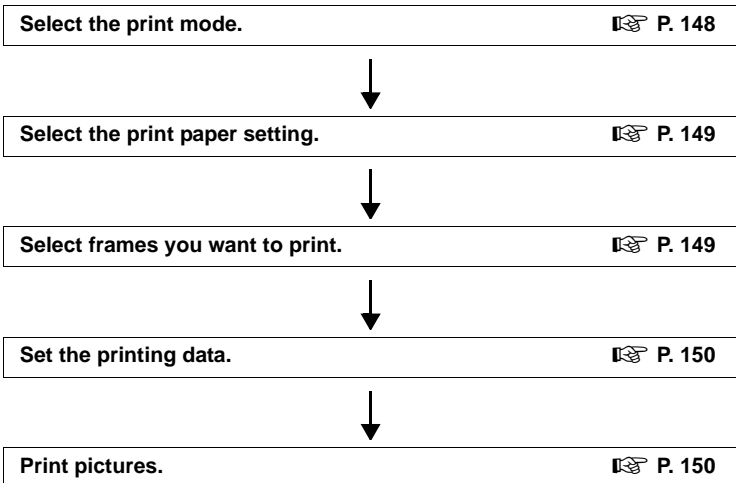 Select the print mode. ☞ P. 148
Select the print paper setting. ☞ P. 149
Select frames you want to print. ☞ P. 149
Set the printing data. ☞ P. 150
Print pictures. ☞ P. 150